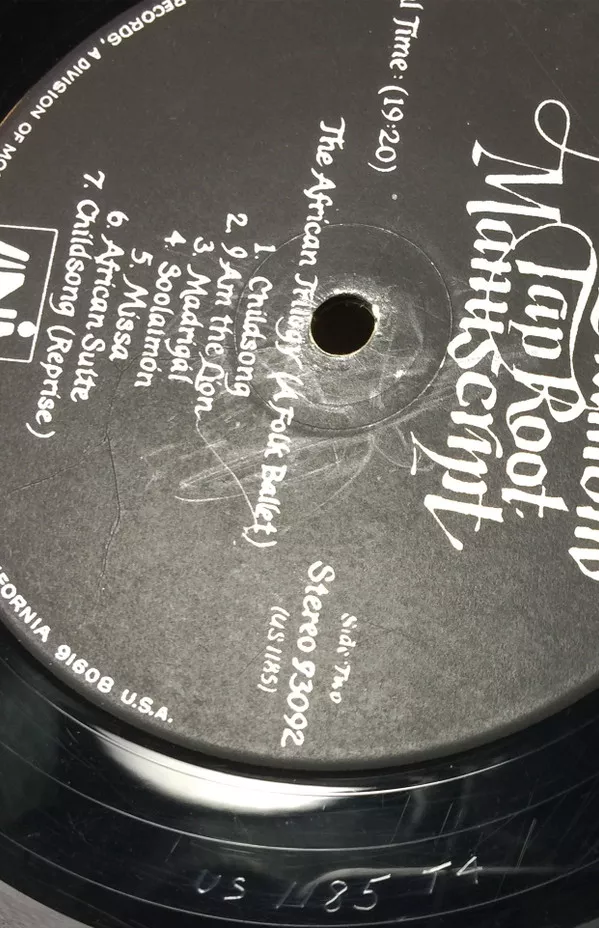 Tap Root
Manuscript
Time: (19:20)
Side Two
Stereo 93092
(US 1185)
The African Trilogy (A Folk Ballet)
1. Childsong
2. I Am the Lion
3. Madrigal
4. Soolaimón
5. Missa
6. African Suite
7. Childsong (Reprise)
UNi
RECORDS, A DIVISION OF
91608 U.S.A.
US 1185 T4